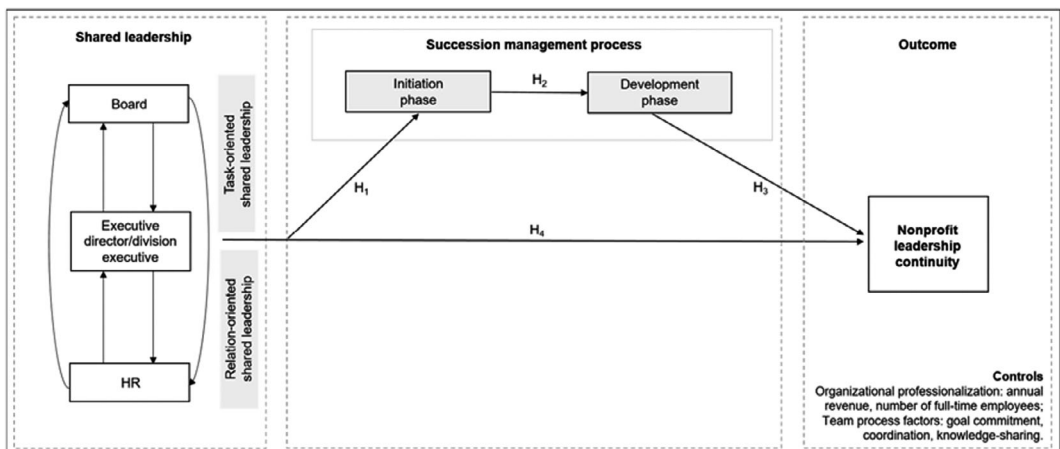 Shared leadership
Board
Executive
director/division
executive
HR
Task-oriented
shared leadership
Relation-oriented
shared leadership
Succession management process
Initiation
phase
H2
Development
phase
H1
H3
H4
Outcome
Nonprofit
leadership
continuity
Controls
Organizational professionalization: annual
revenue, number of full-time employees;
Team process factors: goal commitment,
coordination, knowledge-sharing.